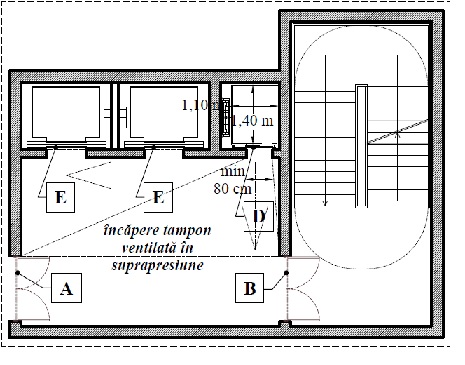 1,10 m
1,40 m
min
80 cm
E
E
D
încăpere tampon
ventilată în
suprapresiune
A
B